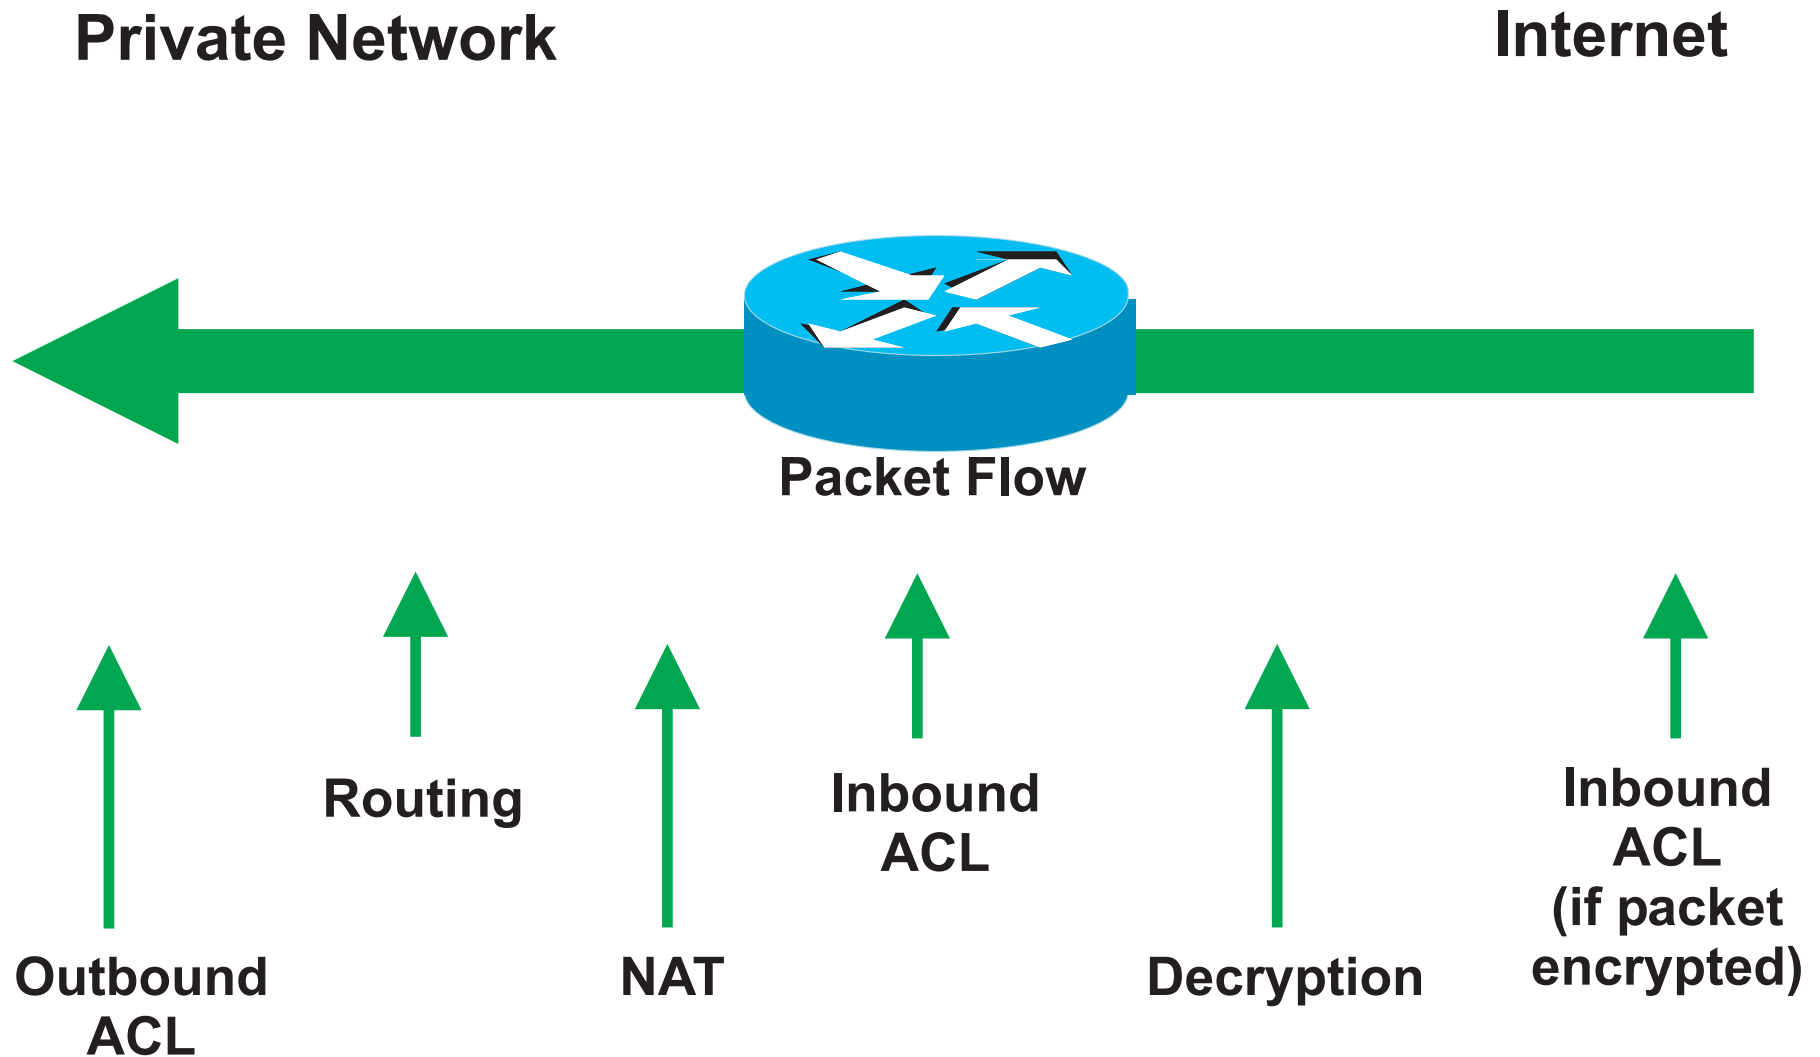 Private Network
Internet
Packet Flow
Routing
Inbound
ACL
Inbound
ACL
(if packet
encrypted)
Outbound
ACL
NAT
Decryption